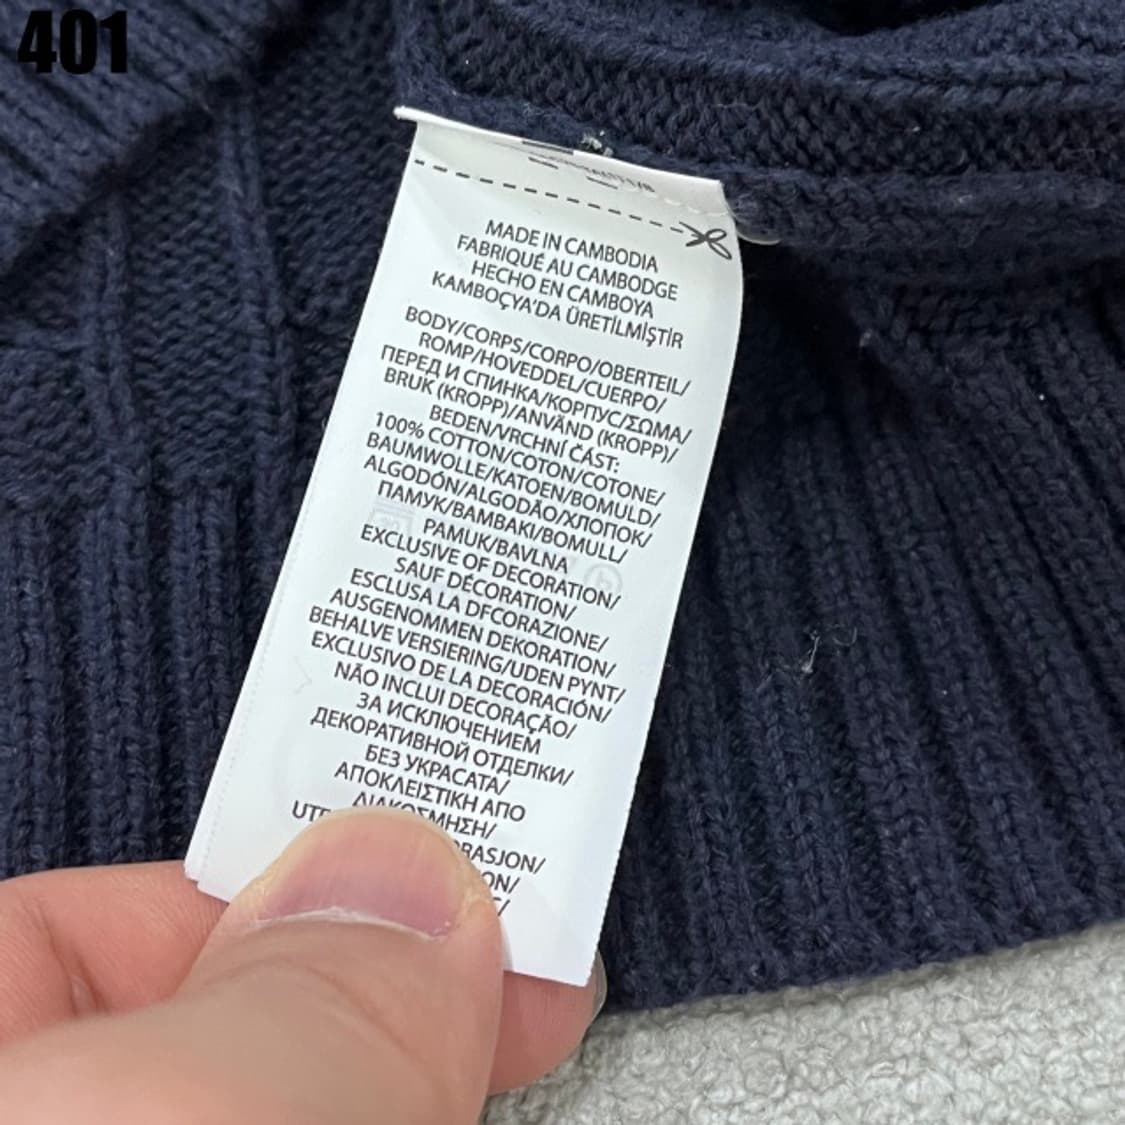 401
MADE IN CAMBODIA
FABRIQUÉ AU CAMBODGE
HECHO EN CAMBOYA
KAMBOÇYA'DA ÜRETİLMİŞTİR
BODY/CORPS/CORPO/OBERTEIL/
ROMP/HOVEDDEL/CUERPO/
ПЕРЕД И СПИНКА/КОРПУС/ΣΩΜΑ/
BRUK (KROPP)/ANVÄND (KROPP)/
BEDEN/VRCHNÍ ČÁST:
100% COTTON/COTON/COTONE/
BAUMWOLLE/KATOEN/BOMULD/
ALGODÓN/ALGODÃO/ХЛОПОК/
ПАМУК/ΒΑΜΒΑΚΙ/BOMULL/
PAMUK/BAVLNA
EXCLUSIVE OF DECORATION/
SAUF DÉCORATION/
ESCLUSA LA DFCORAZIONE/
AUSGENOMMEN DEKORATION/
BEHALVE VERSIERING/UDEN PYNT/
EXCLUSIVO DE LA DECORACIÓN/
NÃO INCLUI DECORAÇÃO/
ЗА ИСКЛЮЧЕНИЕМ
ДЕКОРАТИВНОЙ ОТДЕЛКИ/
БЕЗ УКРАСАТА/
ΑΠΟΚΛΕΙΣΤΙΚΗ ΑΠΟ
ΔΙΑΚΟΣΜΗΣΗ/